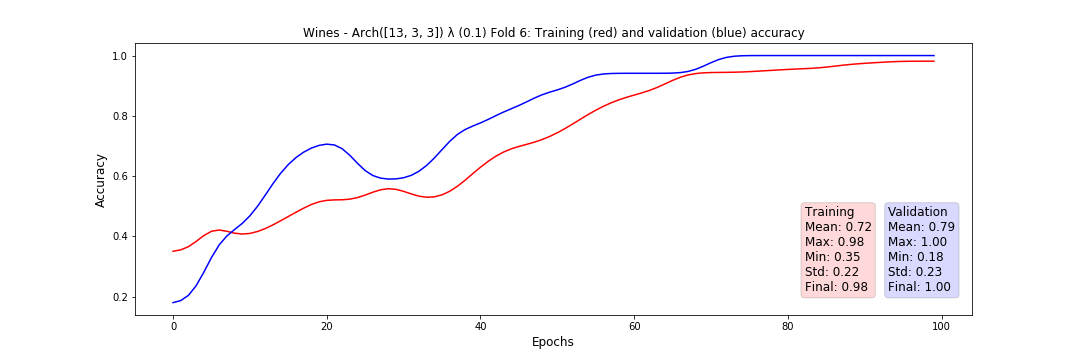 Wines - Arch([13, 3, 3]) λ (0.1) Fold 6: Training (red) and validation (blue) accuracy
Accuracy
1.0
0.8
0.6
0.4
0.2
Training
Mean: 0.72
Max: 0.98
Min: 0.35
Std: 0.22
Final: 0.98
Validation
Mean: 0.79
Max: 1.00
Min: 0.18
Std: 0.23
Final: 1.00
0 20 40 60 80 100
Epochs